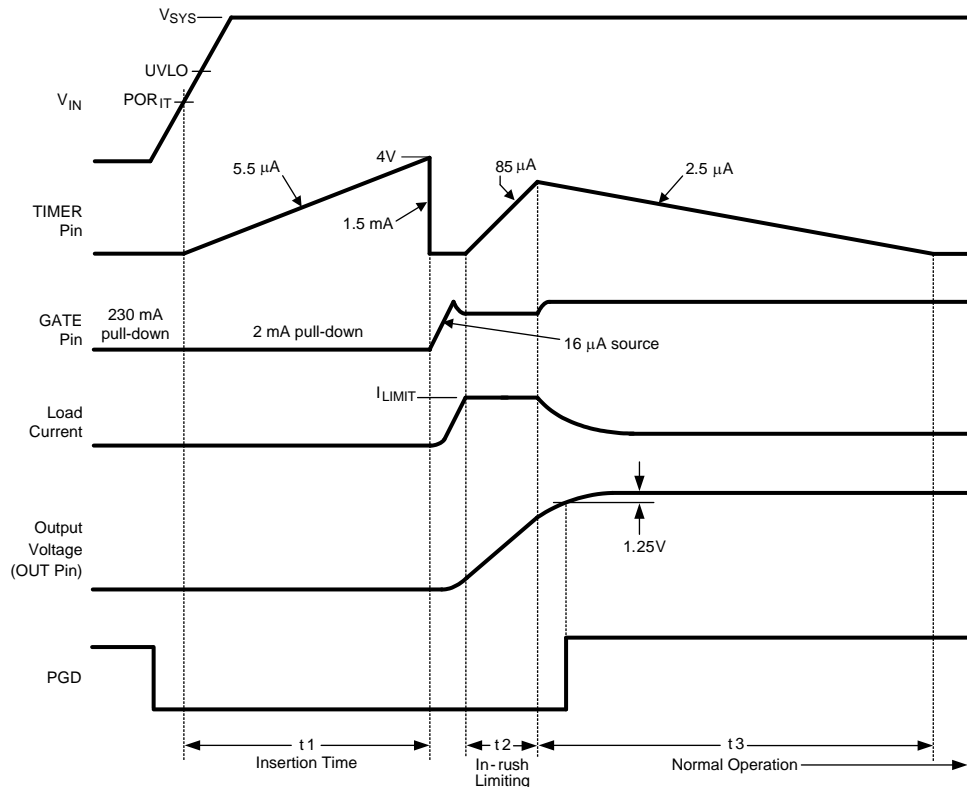 VSYS
UVLO
VIN
PORIT
4V
5.5 μA
85 μA
2.5 μA
TIMER
Pin
1.5 mA
GATE
Pin
230 mA
pull-down
2 mA pull-down
16 μA source
ILIMIT
Load
Current
Output
Voltage
(OUT Pin)
1.25V
PGD
t1
Insertion Time
t2
In-rush
Limiting
t3
Normal Operation